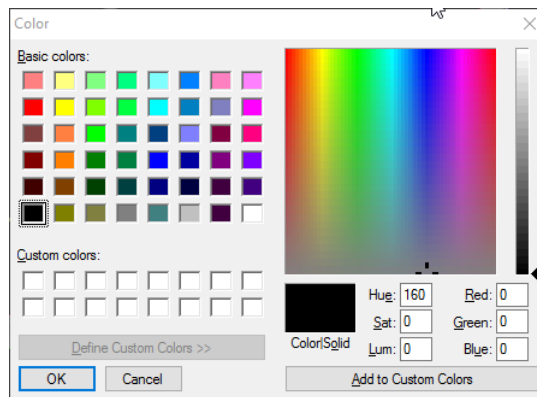 Color
Basic colors:
Custom colors:
Define Custom Colors >>
OK Cancel
Hue: 160 Red: 0
Sat: 0 Green: 0
Color|Solid Lum: 0 Blue: 0
Add to Custom Colors